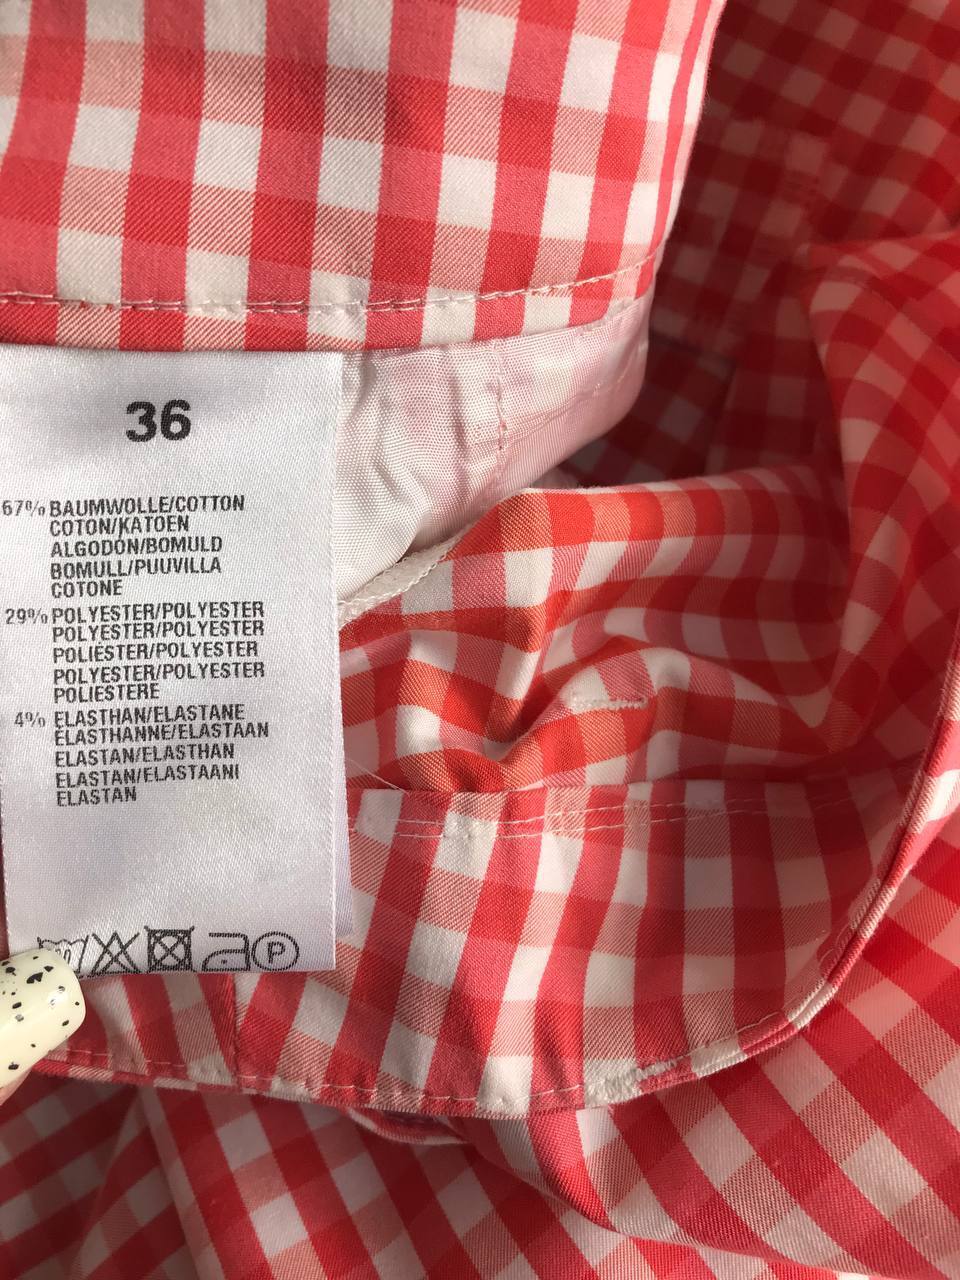 36
67% BAUMWOLLE/COTTON
COTON/KATOEN
ALGODÓN/BOMULD
BOMULL/PUUVILLA
COTONE
29% POLYESTER/POLYESTER
POLYESTER/POLYESTER
POLIÉSTER/POLYESTER
POLYESTER/POLYESTER
POLIESTERE
4% ELASTHAN/ELASTANE
ÉLASTHANNE/ELASTAAN
ELASTAN/ELASTHAN
ELASTAN/ELASTAANI
ELASTAN
P